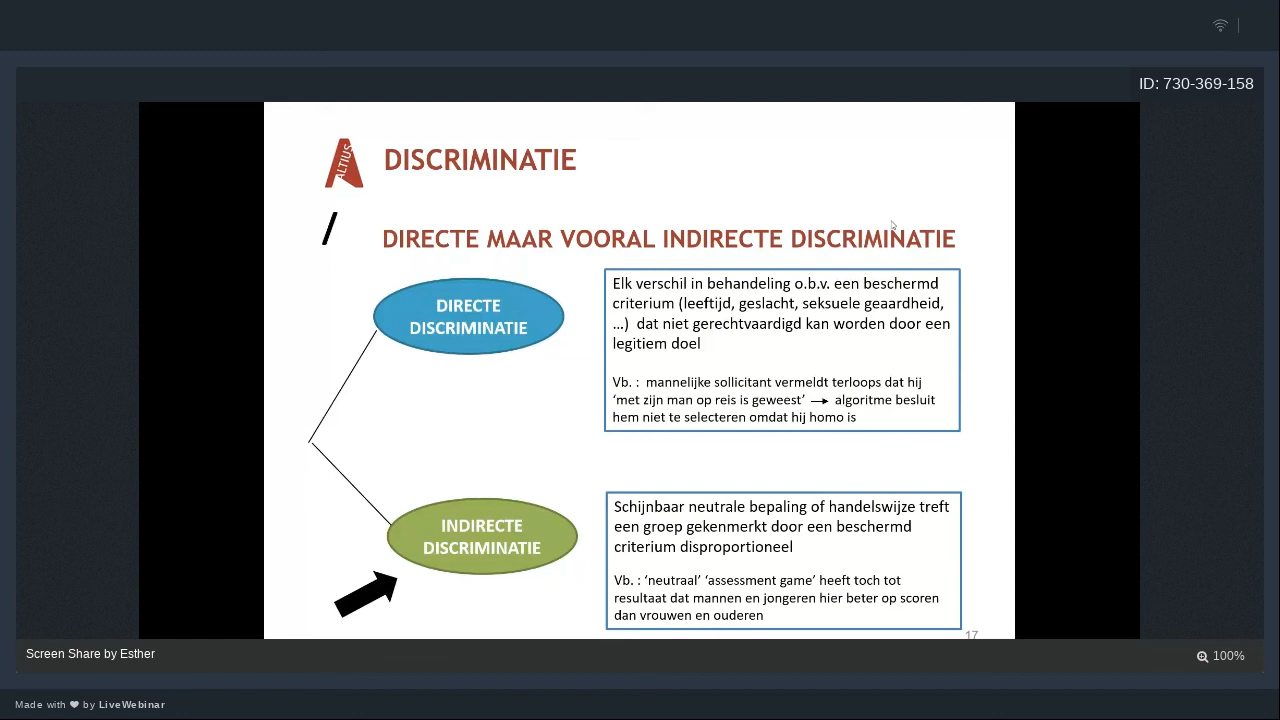 ID: 730-369-158
ALTIUS
DISCRIMINATIE
/
DIRECTE MAAR VOORAL INDIRECTE DISCRIMINATIE
DIRECTE
DISCRIMINATIE
Elk verschil in behandeling o.b.v. een beschermd
criterium (leeftijd, geslacht, seksuele geaardheid,
…) dat niet gerechtvaardigd kan worden door een
legitiem doel
Vb. : mannelijke sollicitant vermeldt terloops dat hij
‘met zijn man op reis is geweest’ → algoritme besluit
hem niet te selecteren omdat hij homo is
INDIRECTE
DISCRIMINATIE
Schijnbaar neutrale bepaling of handelswijze treft
een groep gekenmerkt door een beschermd
criterium disproportioneel
Vb. : ‘neutraal’ ‘assessment game’ heeft toch tot
resultaat dat mannen en jongeren hier beter op scoren
dan vrouwen en ouderen
17
Screen Share by Esther
100%
Made with ❤ by LiveWebinar